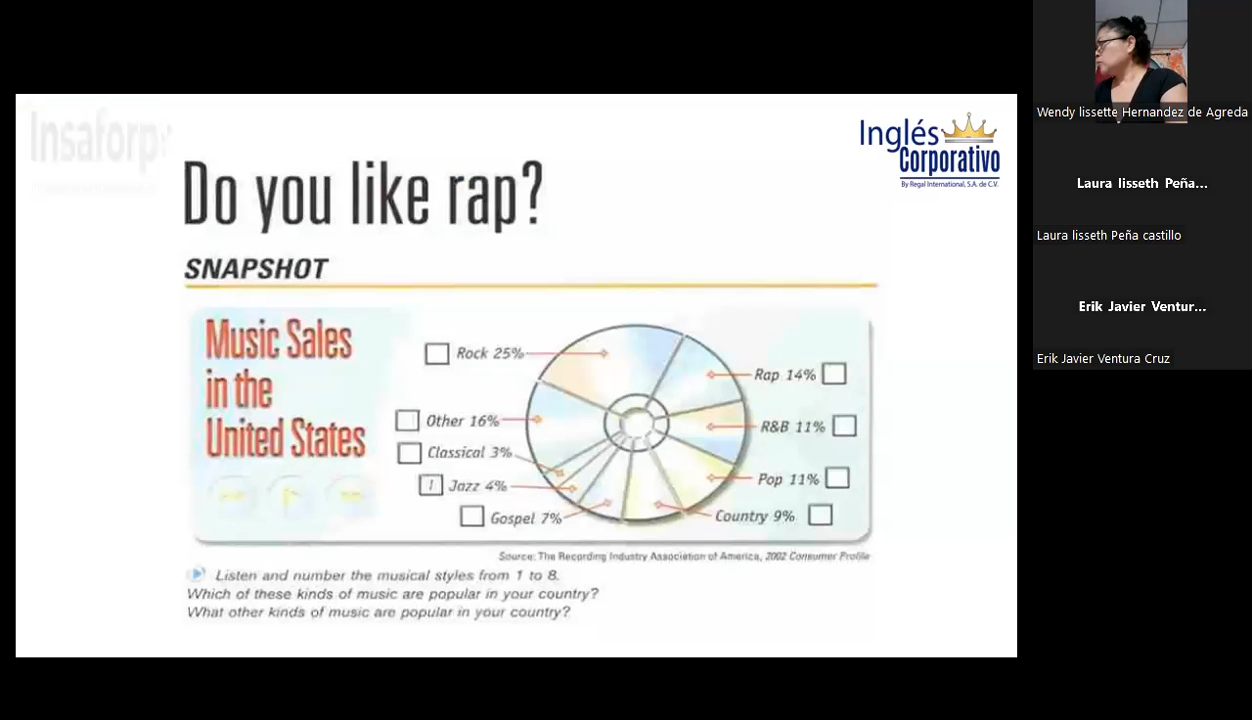 Insaforp
Inglés
Corporativo
By Regal International, S.A. de C.V.
Do you like rap?
SNAPSHOT
Music Sales
in the
United States
Rock 25%
Other 16%
Classical 3%
1 Jazz 4%
Gospel 7%
Rap 14%
R&B 11%
Pop 11%
Country 9%
Source: The Recording Industry Association of America, 2002 Consumer Profile
Listen and number the musical styles from 1 to 8.
Which of these kinds of music are popular in your country?
What other kinds of music are popular in your country?
Wendy lissette Hernandez de Agreda
Laura lisseth Peña...
Laura lisseth Peña castillo
Erik Javier Ventur...
Erik Javier Ventura Cruz